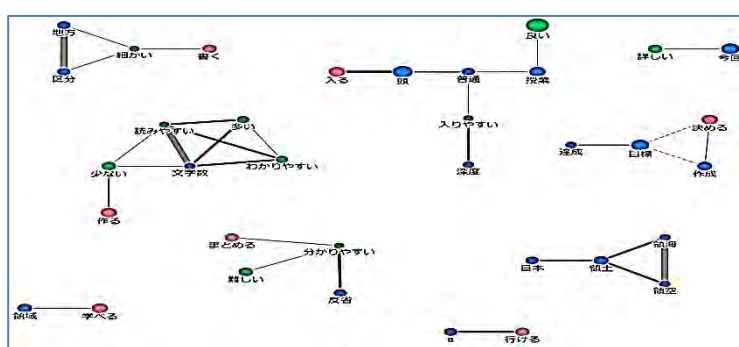 地方
区分
細かい
書く
読みやすい
多い
わかりやすい
少ない
文字数
作る
良い
入る
頭
普通
授業
入りやすい
深度
詳しい
今回
決める
達成
目標
作成
まとめる
分かりやすい
難しい
反省
領海
日本
領土
領空
領域
学べる
行ける